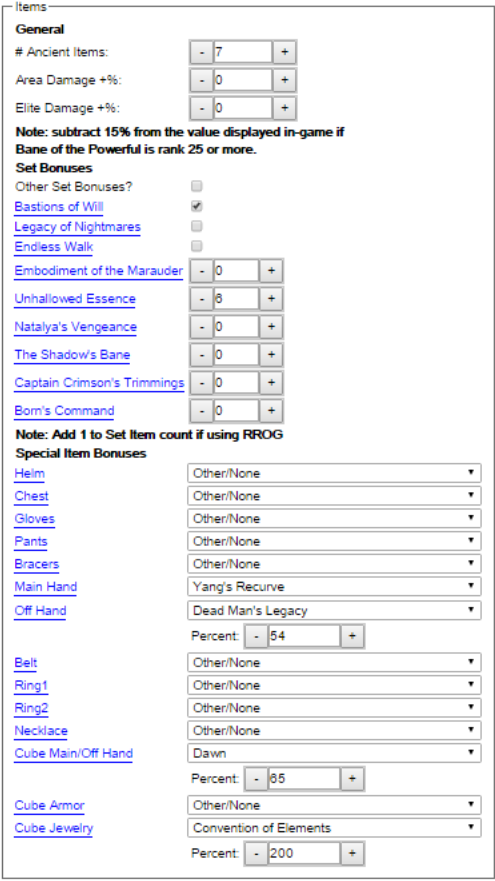 Items
General
# Ancient Items: - 7 +
Area Damage +%: - 0 +
Elite Damage +%: - 0 +
Note: subtract 15% from the value displayed in-game if
Bane of the Powerful is rank 25 or more.
Set Bonuses
Other Set Bonuses?
Bastions of Will
Legacy of Nightmares
Endless Walk
Embodiment of the Marauder - 0 +
Unhallowed Essence - 6 +
Natalya's Vengeance - 0 +
The Shadow's Bane - 0 +
Captain Crimson's Trimmings - 0 +
Born's Command - 0 +
Note: Add 1 to Set Item count if using RROG
Special Item Bonuses
Helm Other/None
Chest Other/None
Gloves Other/None
Pants Other/None
Bracers Other/None
Main Hand Yang's Recurve
Off Hand Dead Man's Legacy
Percent: - 54 +
Belt Other/None
Ring1 Other/None
Ring2 Other/None
Necklace Other/None
Cube Main/Off Hand Dawn
Percent: - 65 +
Cube Armor Other/None
Cube Jewelry Convention of Elements
Percent: - 200 +